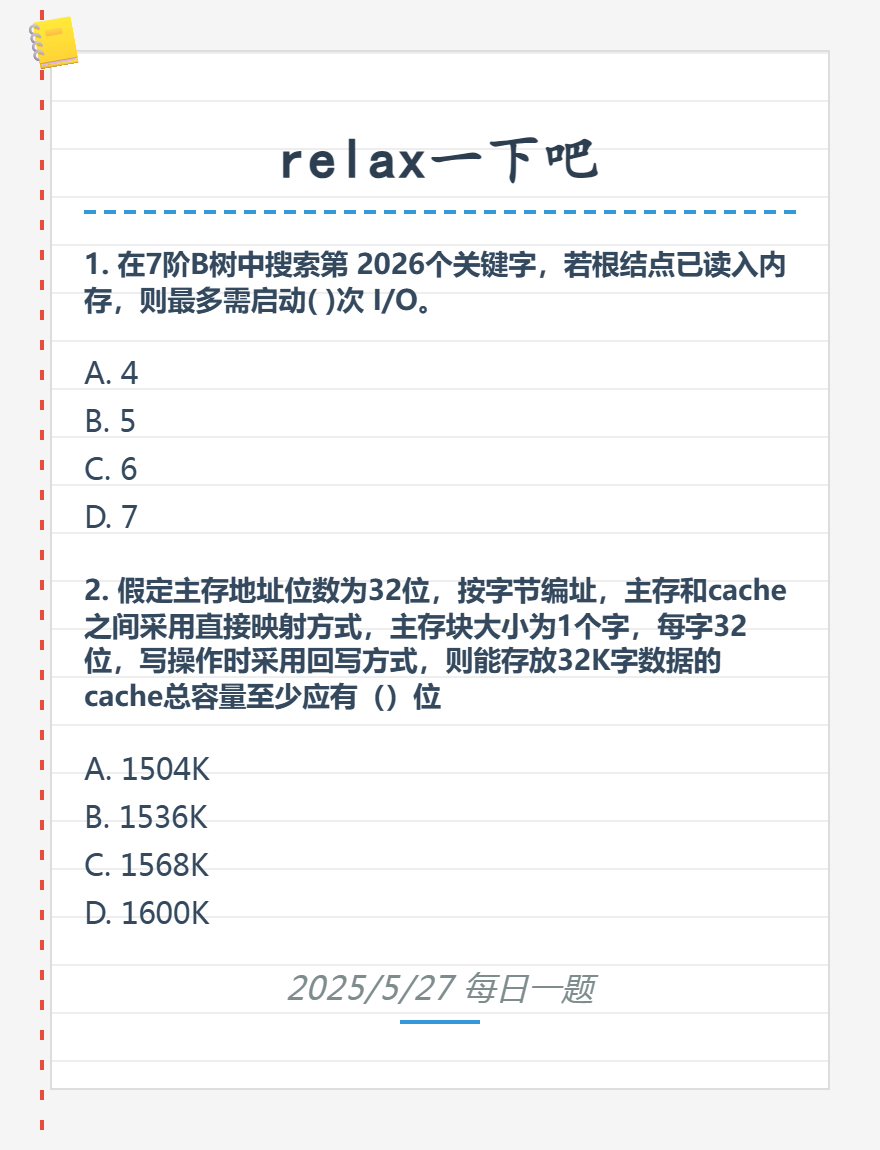 relax一下吧
1. 在7阶B树中搜索第 2026个关键字，若根结点已读入内
存，则最多需启动( )次 I/O。
A. 4
B. 5
C. 6
D. 7
2. 假定主存地址位数为32位，按字节编址，主存和cache
之间采用直接映射方式，主存块大小为1个字，每字32
位，写操作时采用回写方式，则能存放32K字数据的
cache总容量至少应有（）位
A. 1504K
B. 1536K
C. 1568K
D. 1600K
2025/5/27 每日一题